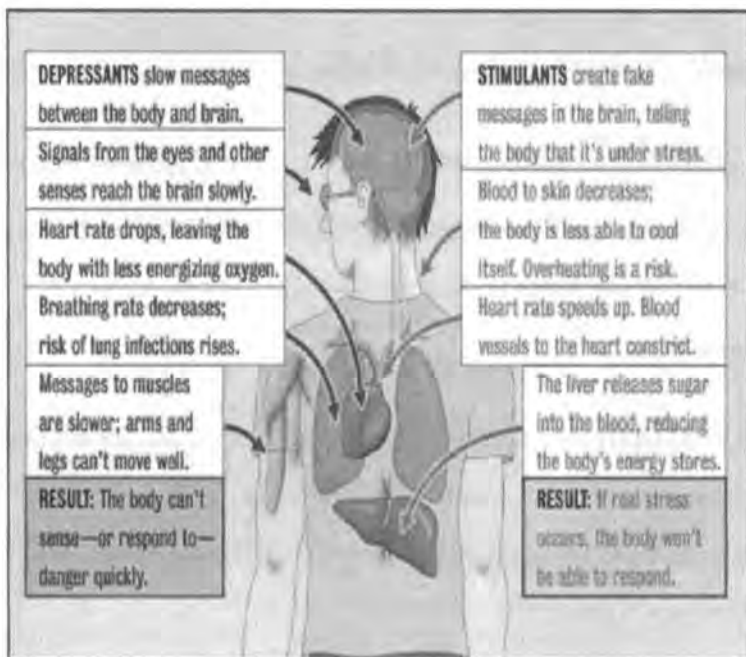 DEPRESSANTS slow messages
between the body and brain.
Signals from the eyes and other
senses reach the brain slowly.
Heart rate drops, leaving the
body with less energizing oxygen.
Breathing rate decreases;
risk of lung infections rises.
Messages to muscles
are slower; arms and
legs can't move well.
RESULT: The body can't
sense—or respond to—
danger quickly.
STIMULANTS create fake
messages in the brain, telling
the body that it's under stress.
Blood to skin decreases;
the body is less able to cool
itself. Overheating is a risk.
Heart rate speeds up. Blood
vessels to the heart constrict.
The liver releases sugar
into the blood, reducing
the body's energy stores.
RESULT: If real stress
occurs, the body won't
be able to respond.